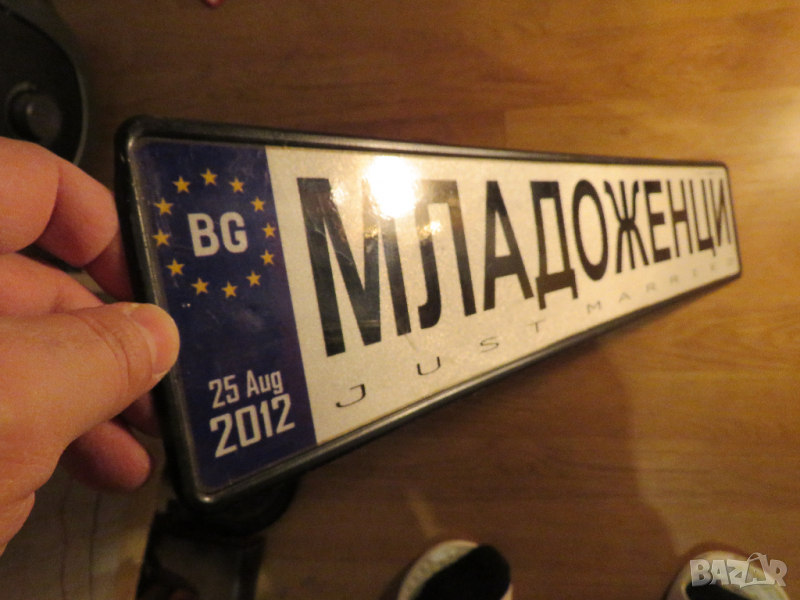 BG
25 Aug
2012
МЛАДОЖЕНЦИ
JUST MARRIED
BAZAR